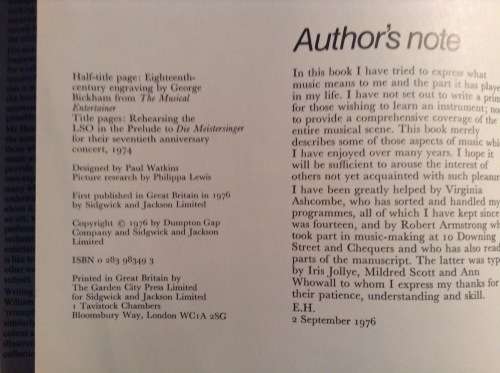 Half-title page: Eighteenth-
century engraving by George
Bickham from The Musical
Entertainer
Title pages: Rehearsing the
LSO in the Prelude to Die Meistersinger
for their seventieth anniversary
concert, 1974
Designed by Paul Watkins
Picture research by Philippa Lewis
First published in Great Britain in 1976
by Sidgwick and Jackson Limited
Copyright © 1976 by Dumpton Gap
Company and Sidgwick and Jackson
Limited
ISBN 0 283 98349 3
Printed in Great Britain by
The Garden City Press Limited
for Sidgwick and Jackson Limited
1 Tavistock Chambers
Bloomsbury Way, London WC1A 2SG
Author's note
In this book I have tried to express what
music means to me and the part it has
in my life. I have not set out to write a
for those wishing to learn an instrument;
to provide a comprehensive coverage of the
entire musical scene. This book merely
describes some of those aspects of music
I have enjoyed over many years. I hope it
will be sufficient to arouse the interest of
others not yet acquainted with such
I have been greatly helped by Virginia
Ashcombe, who has sorted and handled my
programmes, all of which I have kept since
was fourteen, and by Robert Armstrong
took part in music-making at 10 Downing
Street and Chequers and who has also read
parts of the manuscript. The latter was
by Iris Jollye, Mildred Scott and Ann
Whowall to whom I express my thanks for
their patience, understanding and skill.
E.H.
2 September 1976